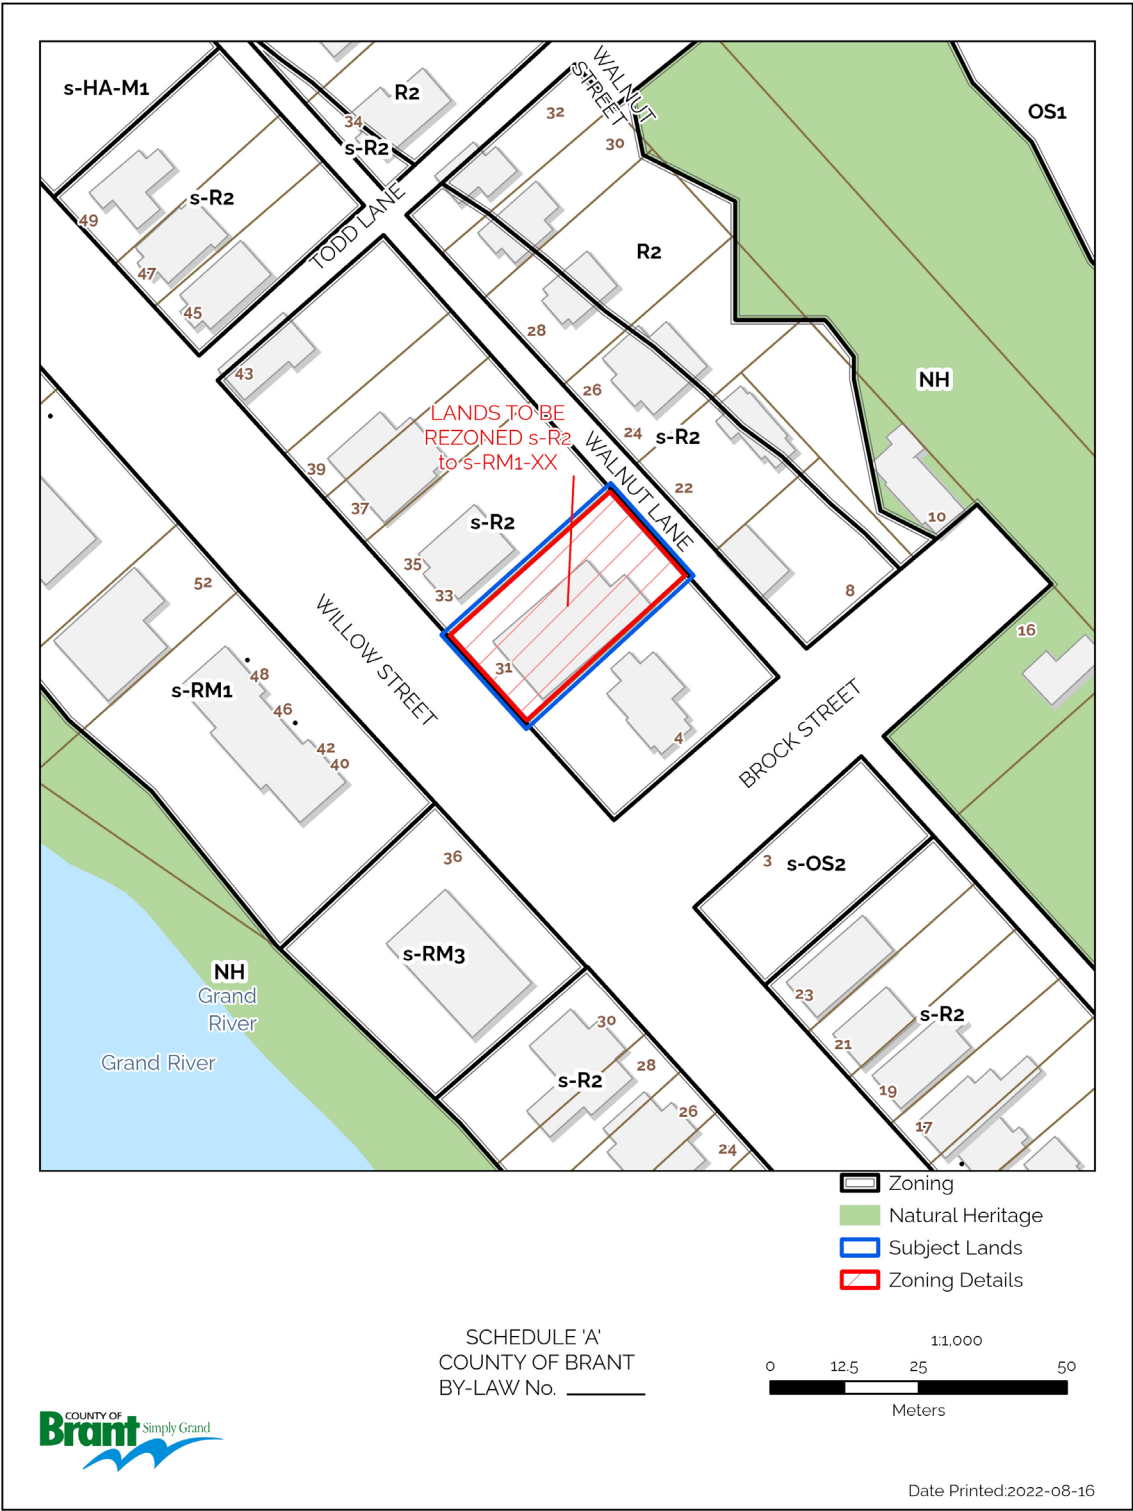 s-HA-M1
R2
34
s-R2
WALNUT
STREET
32
30
OS1
s-R2
49
47
45
TODD LANE
R2
28
26
24
s-R2
22
NH
10
43
LANDS TO BE
REZONED s-R2
to s-RM1-XX
WALNUT LANE
39
37
s-R2
35
33
31
8
16
52
WILLOW STREET
s-RM1
48
46
42
40
4
BROCK STREET
36
3
s-OS2
s-RM3
NH
Grand
River
Grand River
23
s-R2
21
19
17
30
s-R2
28
26
24
Zoning
Natural Heritage
Subject Lands
Zoning Details
SCHEDULE 'A'
COUNTY OF BRANT
BY-LAW No.
1:1,000
0 12.5 25 50
Meters
COUNTY OF
Brant Simply Grand
Date Printed:2022-08-16